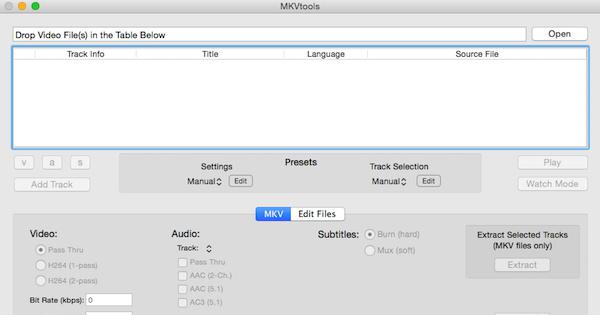 MKVtools
Drop Video File(s) in the Table Below
Open
Track Info Title Language Source File
v a s
Presets
Settings Track Selection
Play
Manual Edit Manual Edit
Add Track
Watch Mode
MKV Edit Files
Video:
Pass Thru
H264 (1-pass)
H264 (2-pass)
Bit Rate (kbps): 0
Audio:
Track:
Pass Thru
AAC (2-Ch.)
AAC (5.1)
AC3 (5.1)
Subtitles:
Burn (hard)
Mux (soft)
Extract Selected Tracks
(MKV files only)
Extract